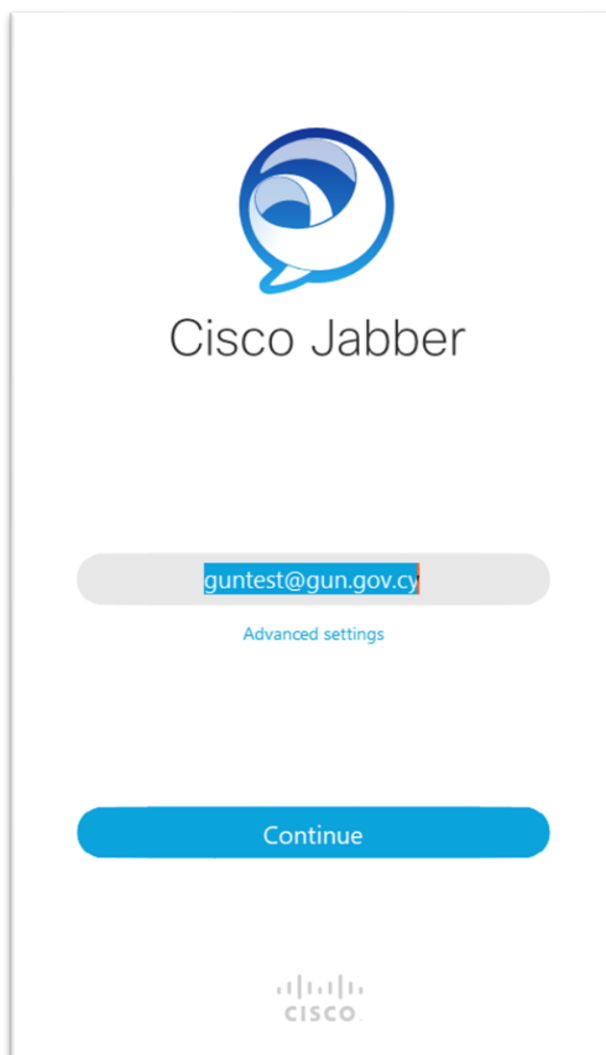 Cisco Jabber
guntest@gun.gov.cy
Advanced settings
Continue
CISCO